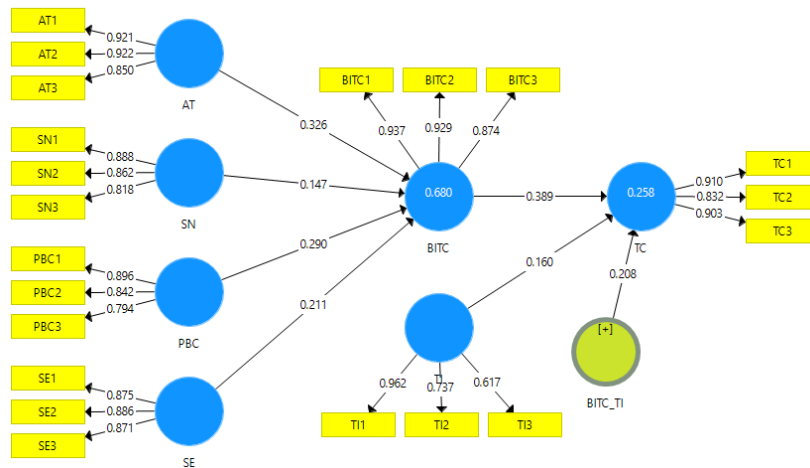 AT1
0.921
AT2
0.922
AT3
0.850
AT
SN1
0.888
SN2
0.862
SN3
0.818
SN
PBC1
0.896
PBC2
0.842
PBC3
0.794
PBC
SE1
0.875
SE2
0.886
SE3
0.871
SE
0.326
0.147
0.290
0.211
BITC1
BITC2
BITC3
0.937
0.929
0.874
0.680
BITC
0.389
0.160
0.208
TI
0.962
0.737
0.617
TI1
TI2
TI3
0.258
TC
0.910
0.832
0.903
TC1
TC2
TC3
[+]
BITC_TI